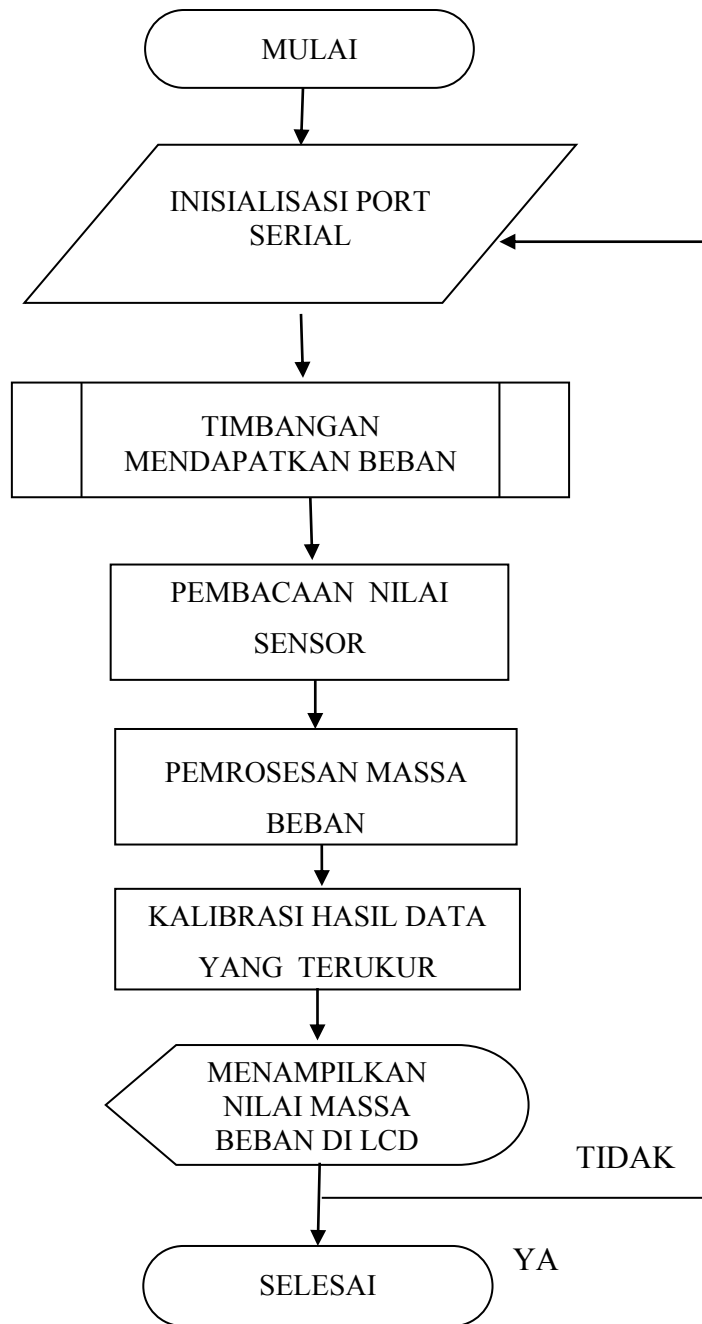 MULAI
INISIALISASI PORT
SERIAL
TIMBANGAN
MENDAPATKAN BEBAN
PEMBACAAN NILAI
SENSOR
PEMROSESAN MASSA
BEBAN
KALIBRASI HASIL DATA
YANG TERUKUR
MENAMPILKAN
NILAI MASSA
BEBAN DI LCD
TIDAK
YA
SELESAI